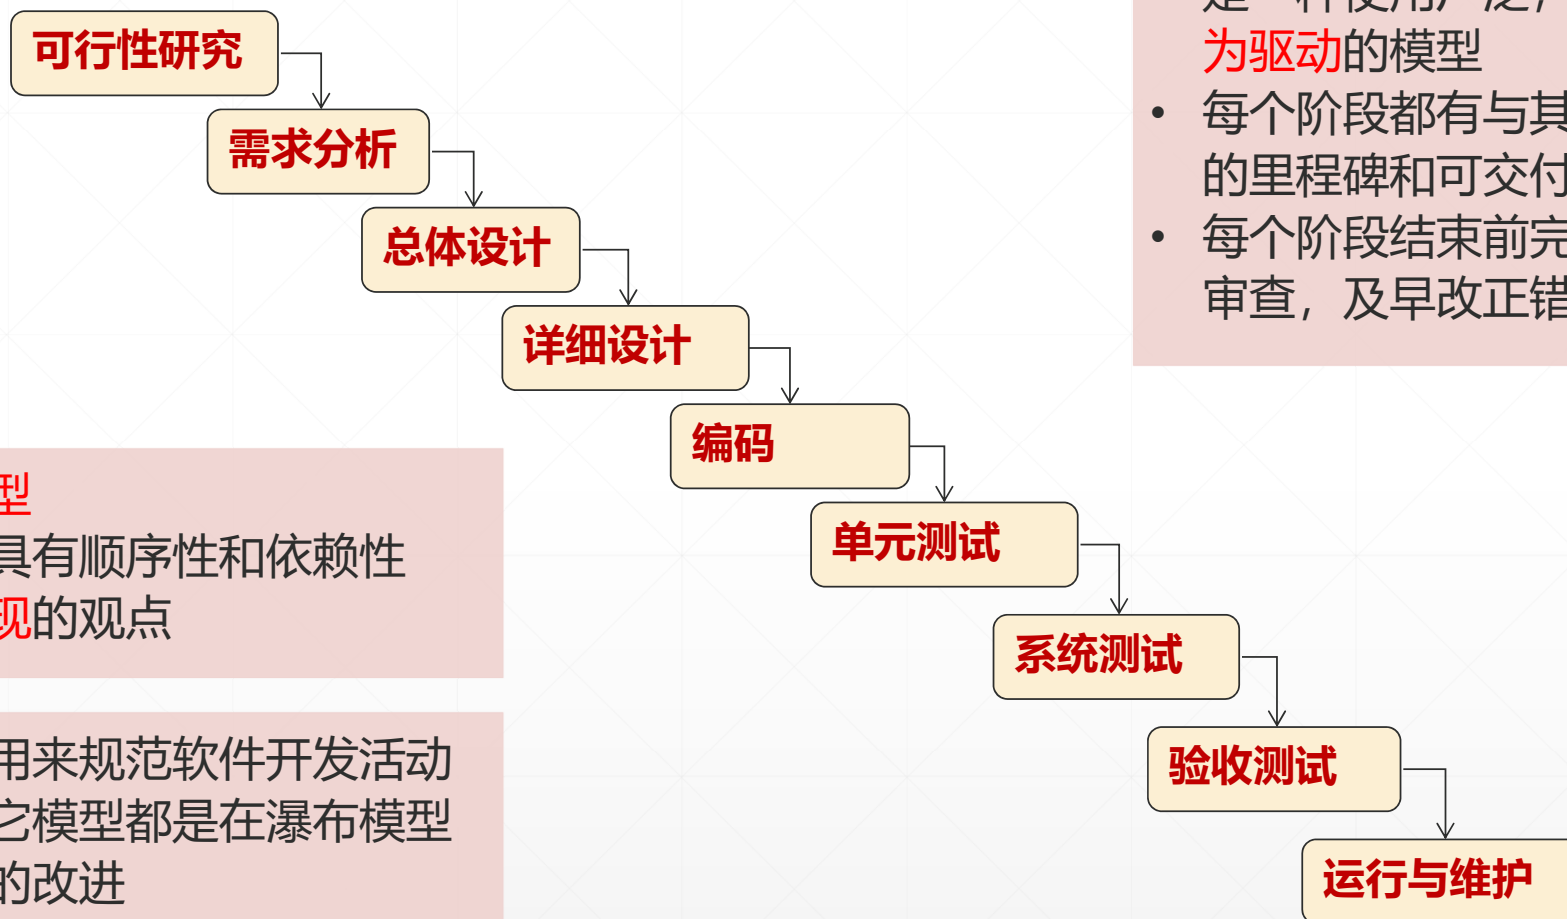 可行性研究
需求分析
总体设计
详细设计
编码
单元测试
系统测试
验收测试
运行与维护
为驱动的模型
• 每个阶段都有与其
的里程碑和可交付
• 每个阶段结束前完
审查，及早改正错
型
具有顺序性和依赖性
现的观点
用来规范软件开发活动
它模型都是在瀑布模型
的改进